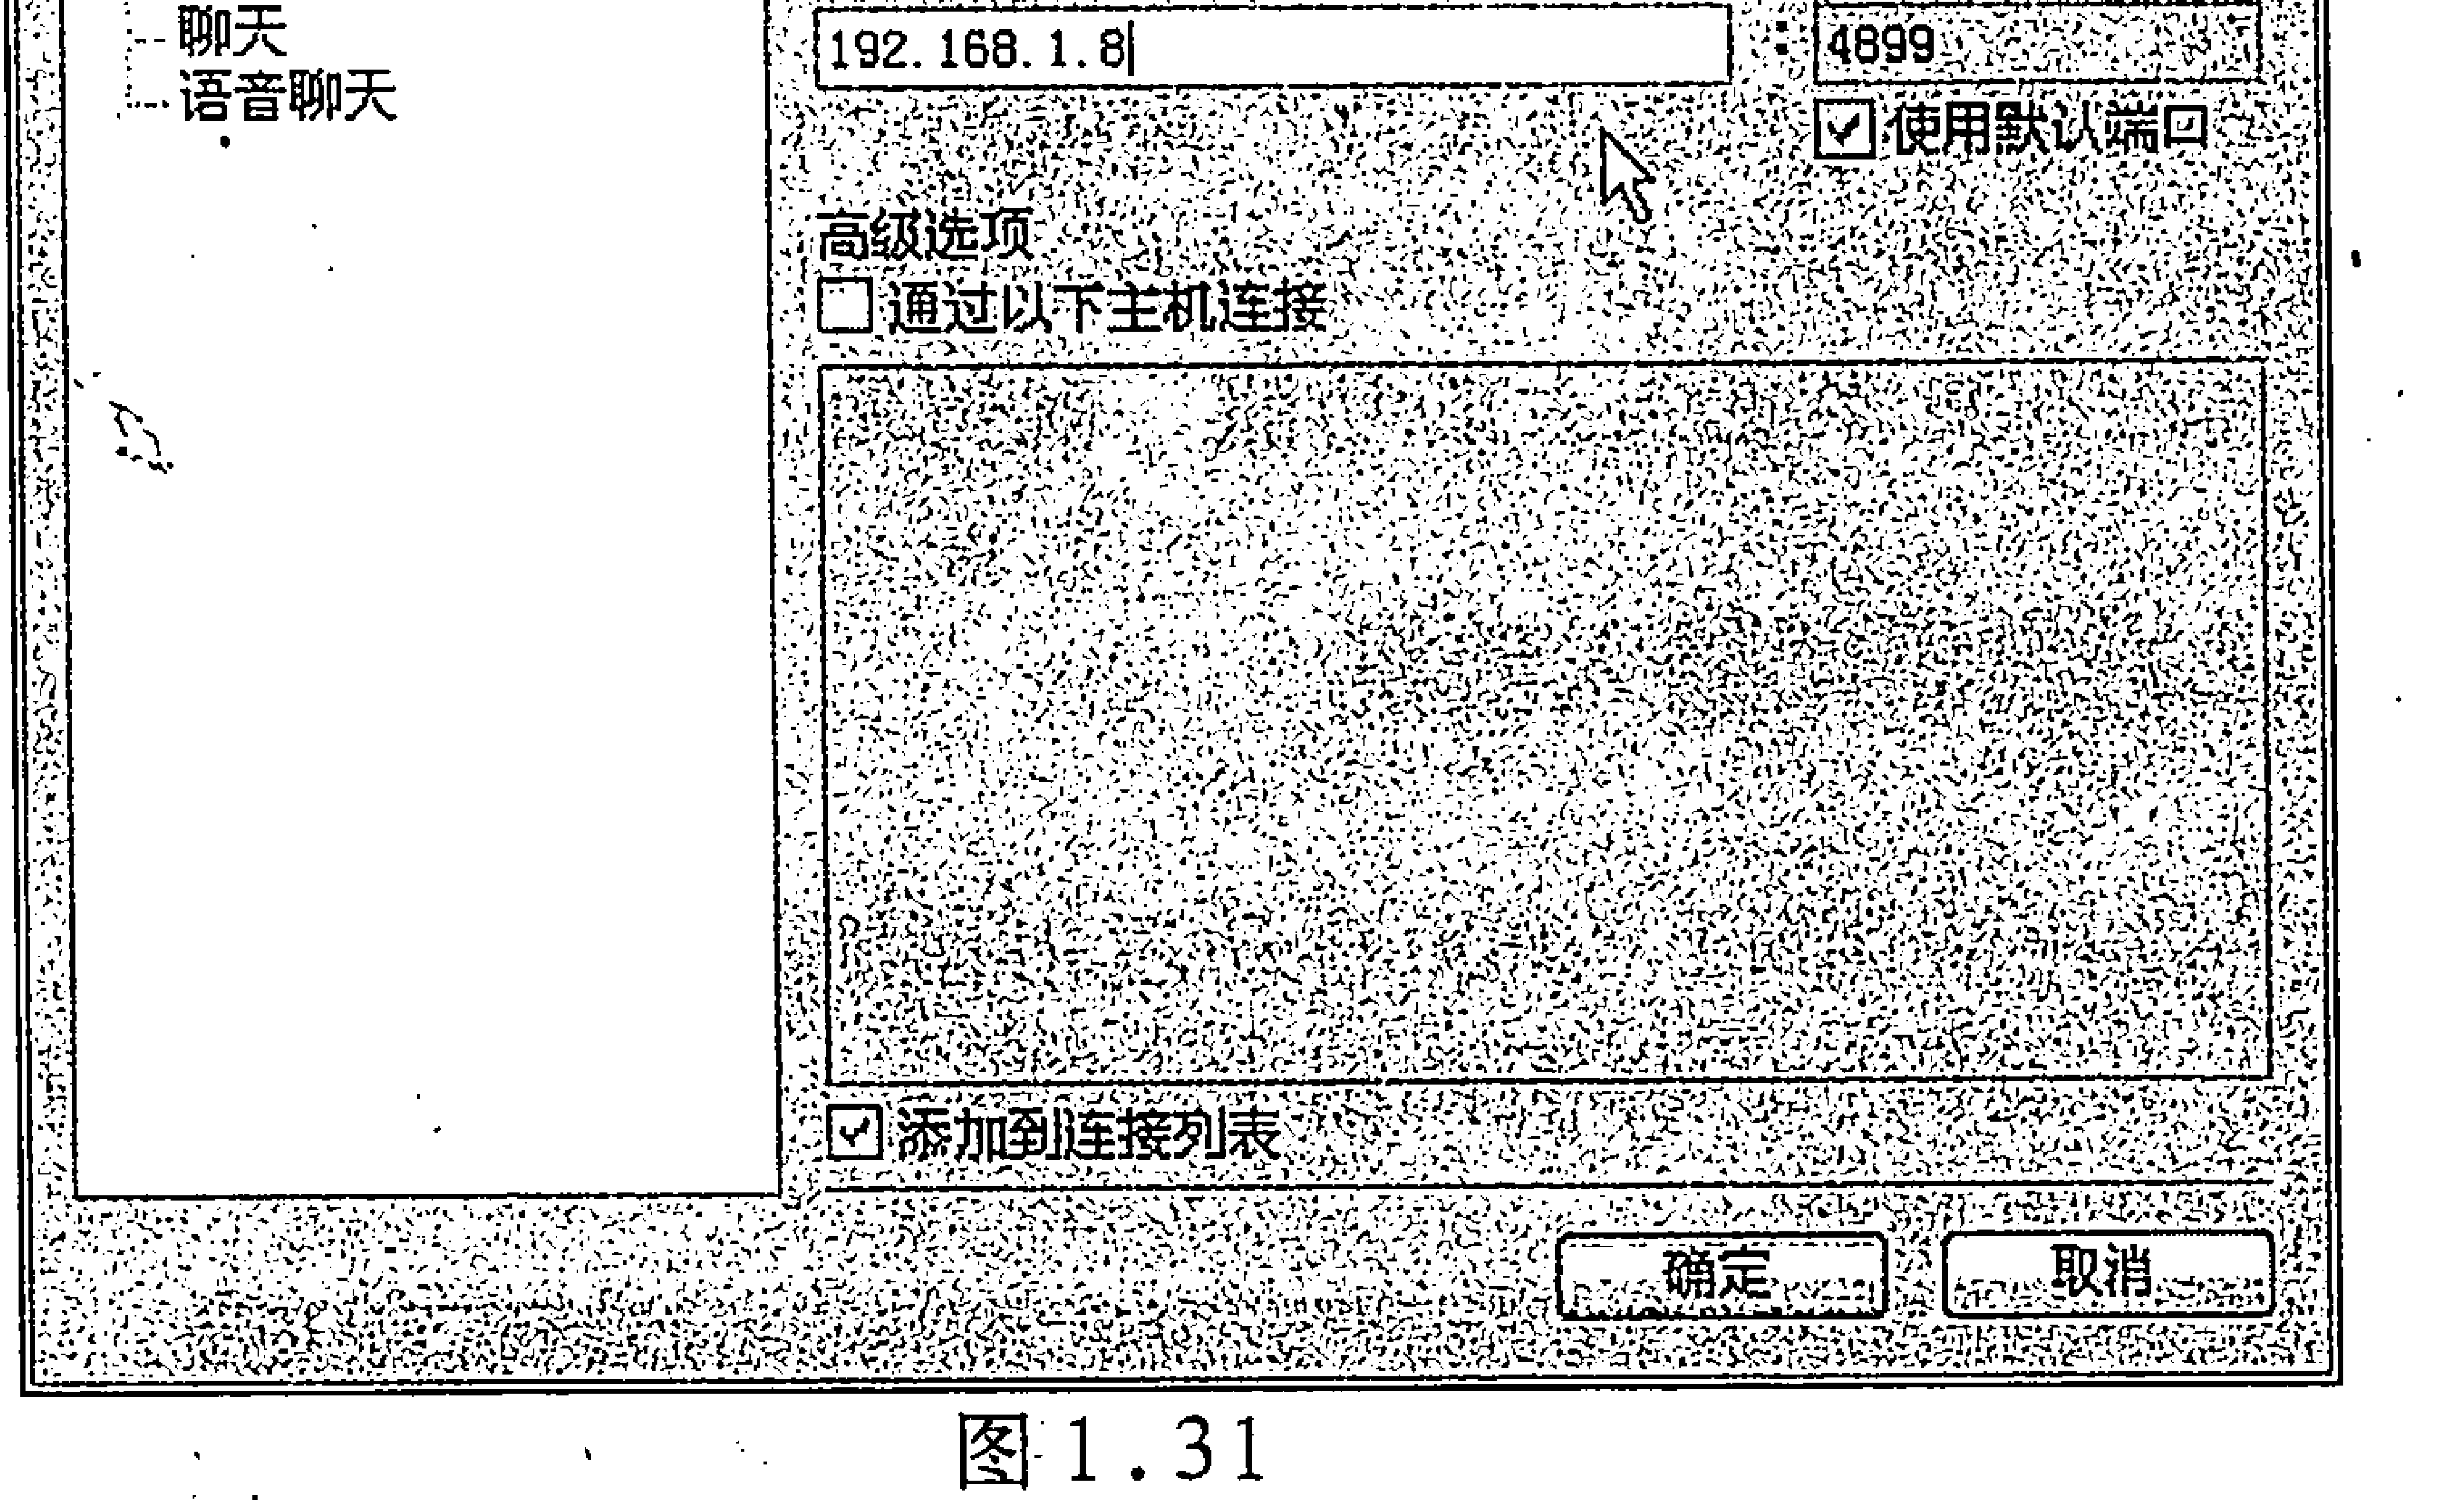 聊天
语音聊天
192.168.1.8
:
4899
使用默认端口
高级选项
通过以下主机连接
添加到连接列表
确定
取消
图1.31